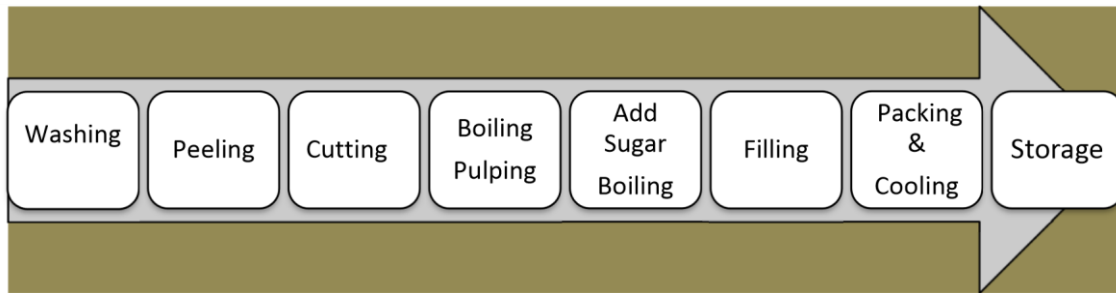 Washing
Peeling
Cutting
Boiling
Pulping
Add
Sugar
Boiling
Filling
Packing
&
Cooling
Storage